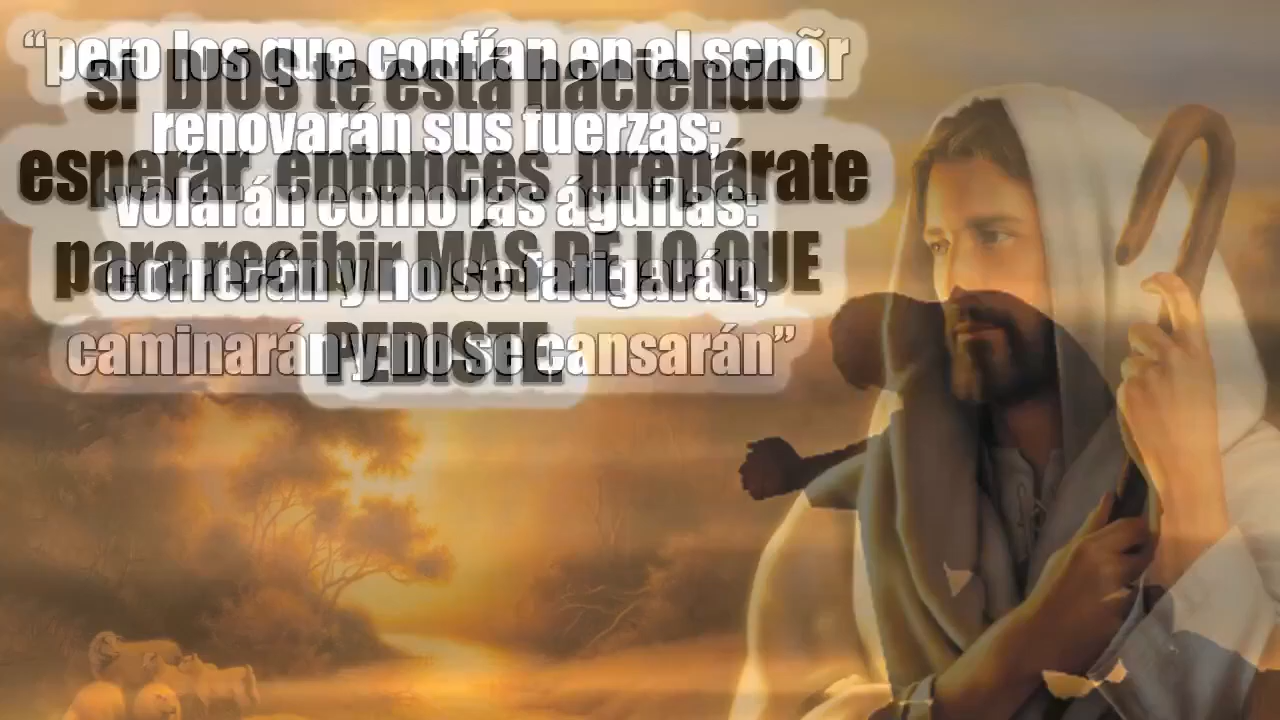 “pero los que confían en el senõr
renovarán sus fuerzas;
volarán como las águilas:
correrán y no se fatigarán,
caminarán y no se cansarán”
si DIOS te está haciendo
esperar, entonces, prepárate
para recibir MÁS DE LO QUE
PEDISTE.